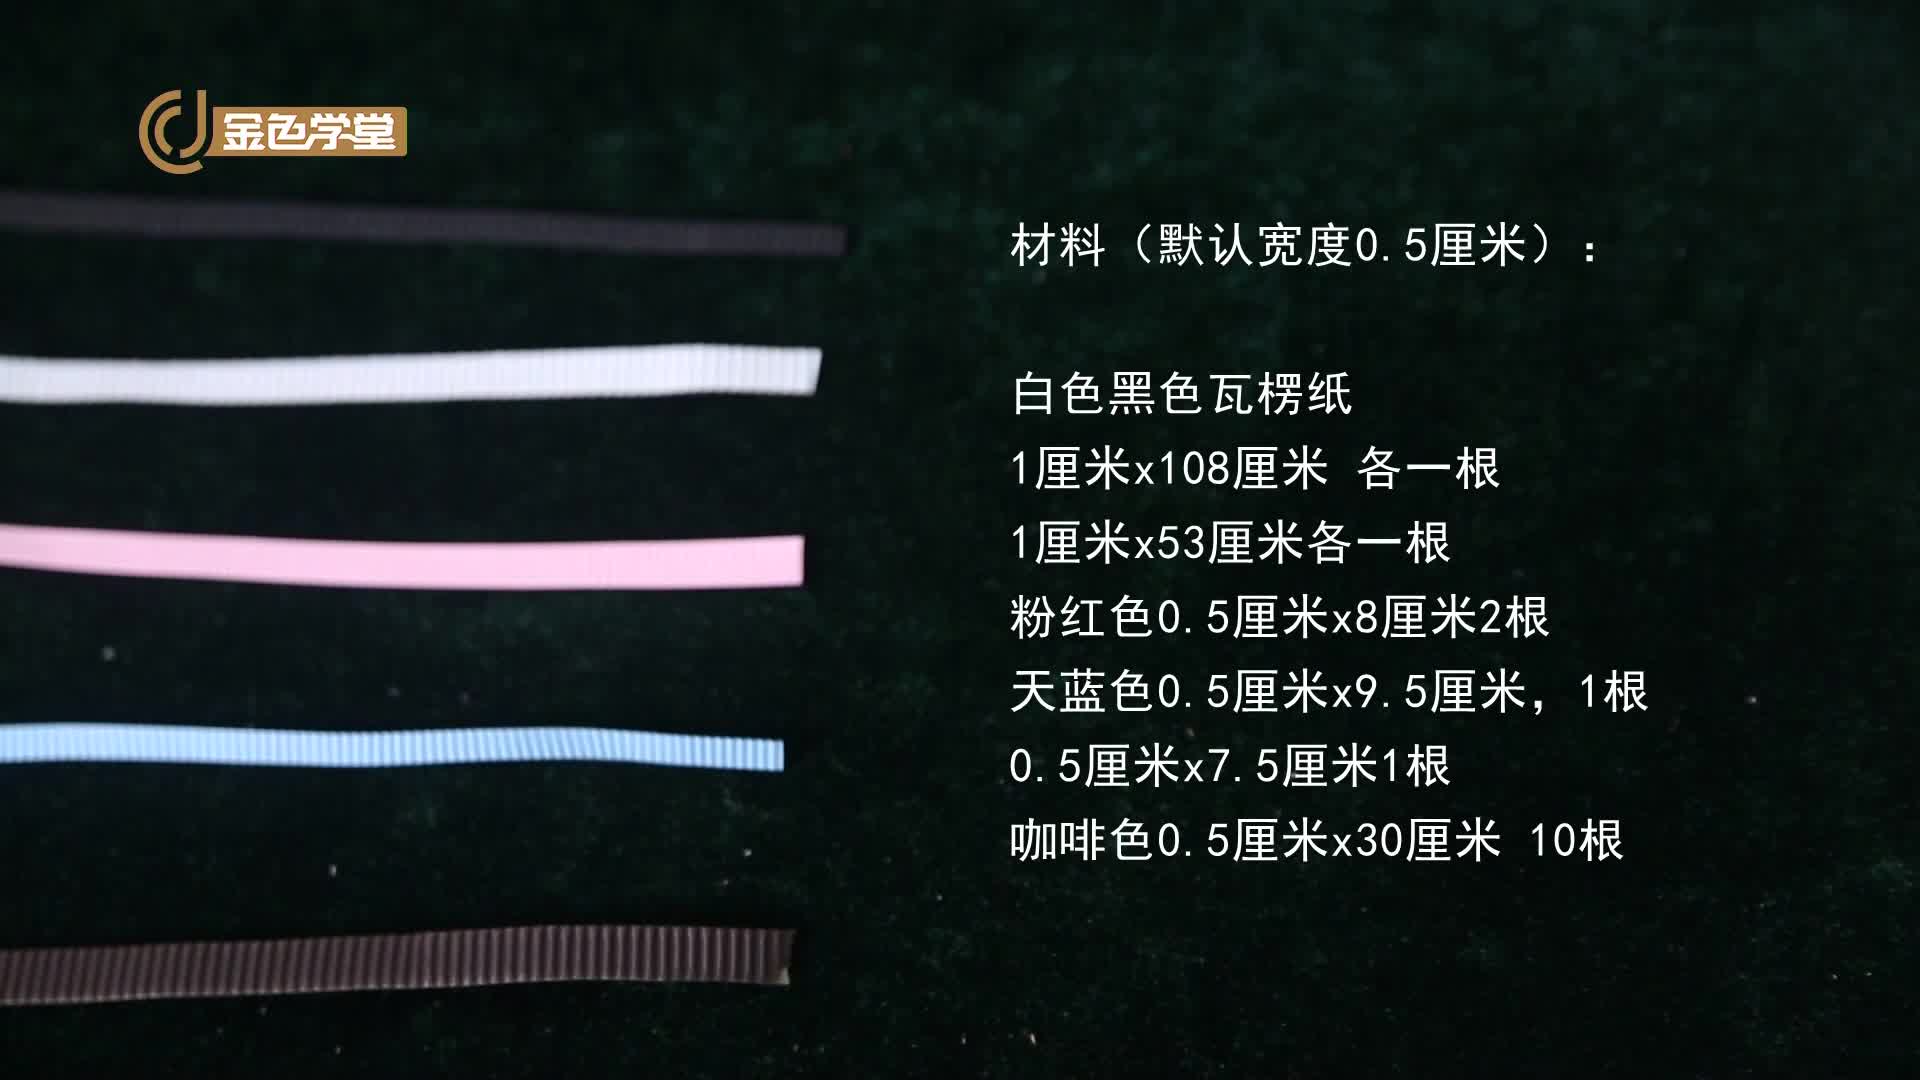 金色学堂
材料（默认宽度0.5厘米）：
白色黑色瓦楞纸
1厘米x108厘米 各一根
1厘米x53厘米各一根
粉红色0.5厘米x8厘米2根
天蓝色0.5厘米x9.5厘米，1根
0.5厘米x7.5厘米1根
咖啡色0.5厘米x30厘米 10根